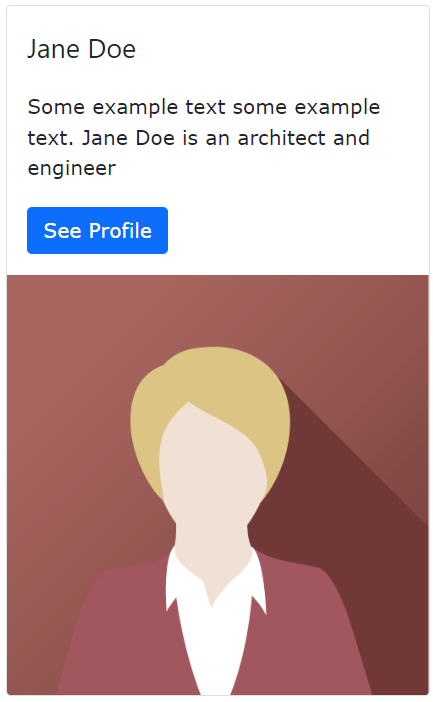 Jane Doe
Some example text some example
text. Jane Doe is an architect and
engineer
See Profile